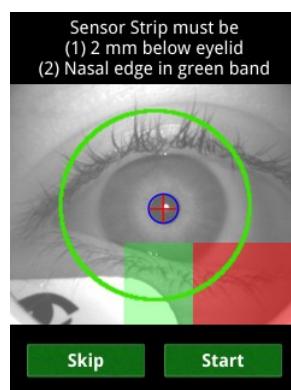 Sensor Strip must be
(1) 2 mm below eyelid
(2) Nasal edge in green band
Skip
Start